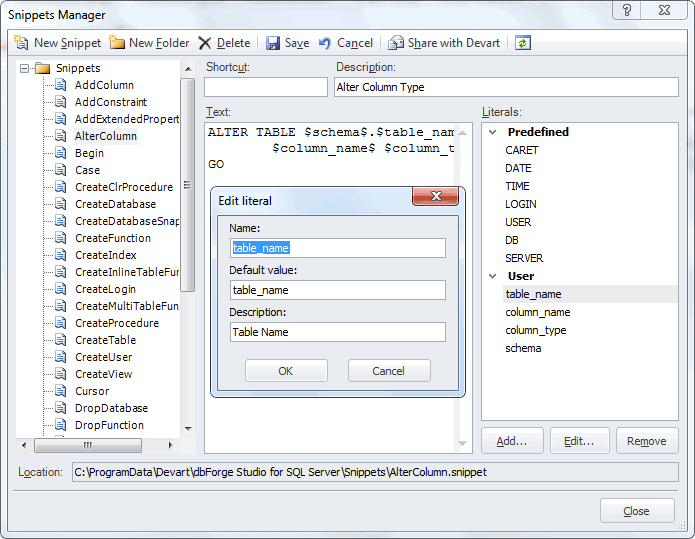 Snippets Manager
New Snippet New Folder Delete Save Cancel Share with Devart
Snippets
AddColumn
AddConstraint
AddExtendedPropert
AlterColumn
Begin
Case
CreateClrProcedure
CreateDatabase
CreateDatabaseSnap
CreateFunction
CreateIndex
CreateInlineTableFun
CreateLogin
CreateMultiTableFun
CreateProcedure
CreateTable
CreateUser
CreateView
Cursor
DropDatabase
DropFunction
Shortcut:
Description:
Alter Column Type
Text:
ALTER TABLE $schema$.$table_nam
$column_name$ $column_t
GO
Edit literal
Name:
table_name
Default value:
table_name
Description:
Table Name
OK Cancel
Literals:
Predefined
CARET
DATE
TIME
LOGIN
USER
DB
SERVER
User
table_name
column_name
column_type
schema
Add... Edit... Remove
Location: C:\ProgramData\Devart\dbForge Studio for SQL Server\Snippets\AlterColumn.snippet
Close